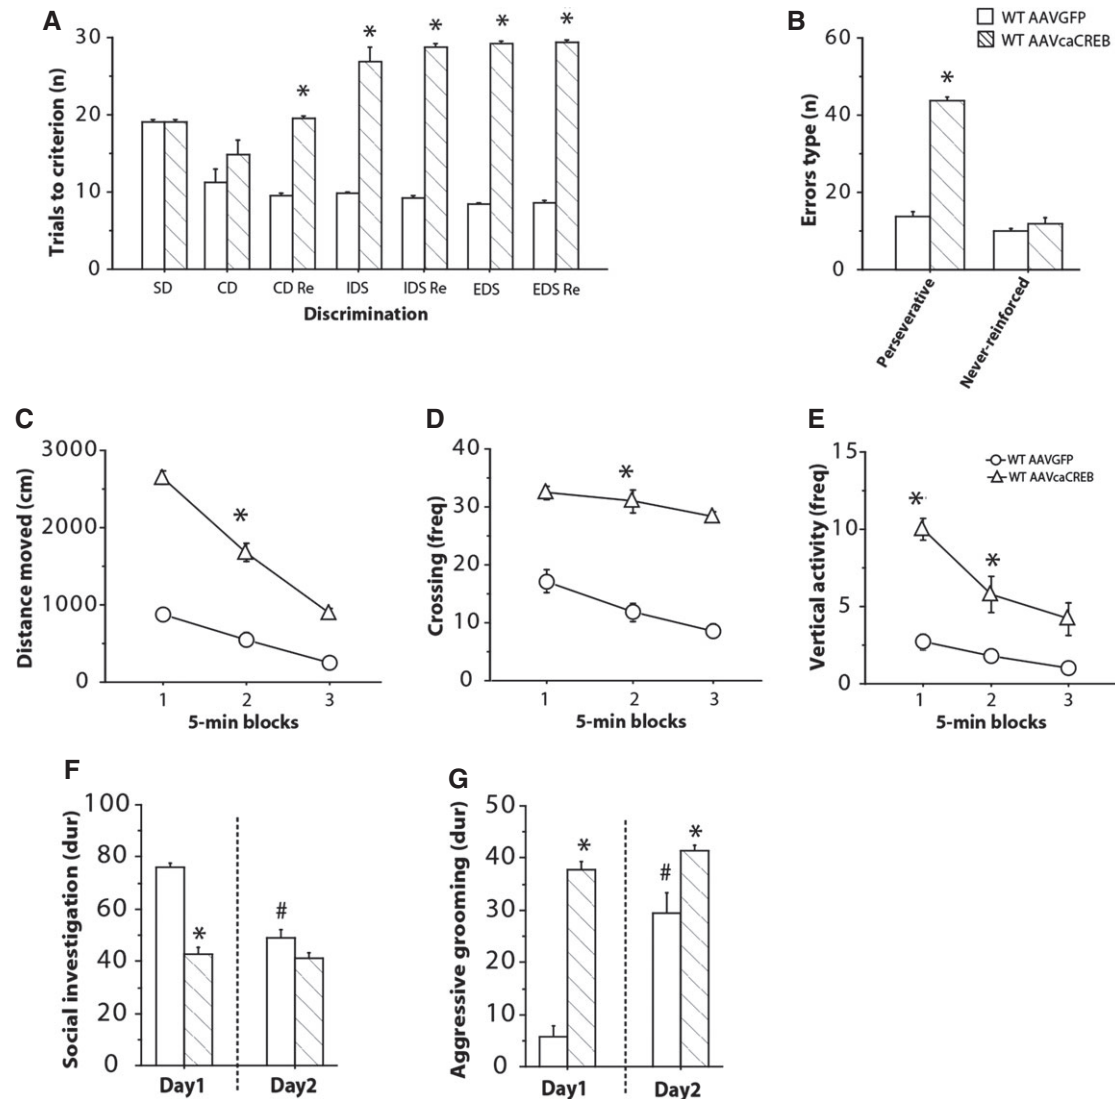 A
Trials to criterion (n)
30
20
10
0
* * * * *
SD CD CD Re IDS IDS Re EDS EDS Re
Discrimination
B
WT AAVGFP
WT AAVcaCREB
Errors type (n)
60
40
20
0
*
Perseverative
Never-reinforced
C
Distance moved (cm)
3000
2000
1000
0
*
1 2 3
5-min blocks
D
Crossing (freq)
40
30
20
10
0
*
1 2 3
5-min blocks
E
Vertical activity (freq)
15
10
5
0
WT AAVGFP
WT AAVcaCREB
* *
1 2 3
5-min blocks
F
Social investigation (dur)
100
80
60
40
20
0
* #
Day1 Day2
G
Aggressive grooming (dur)
50
40
30
20
10
0
* # *
Day1 Day2